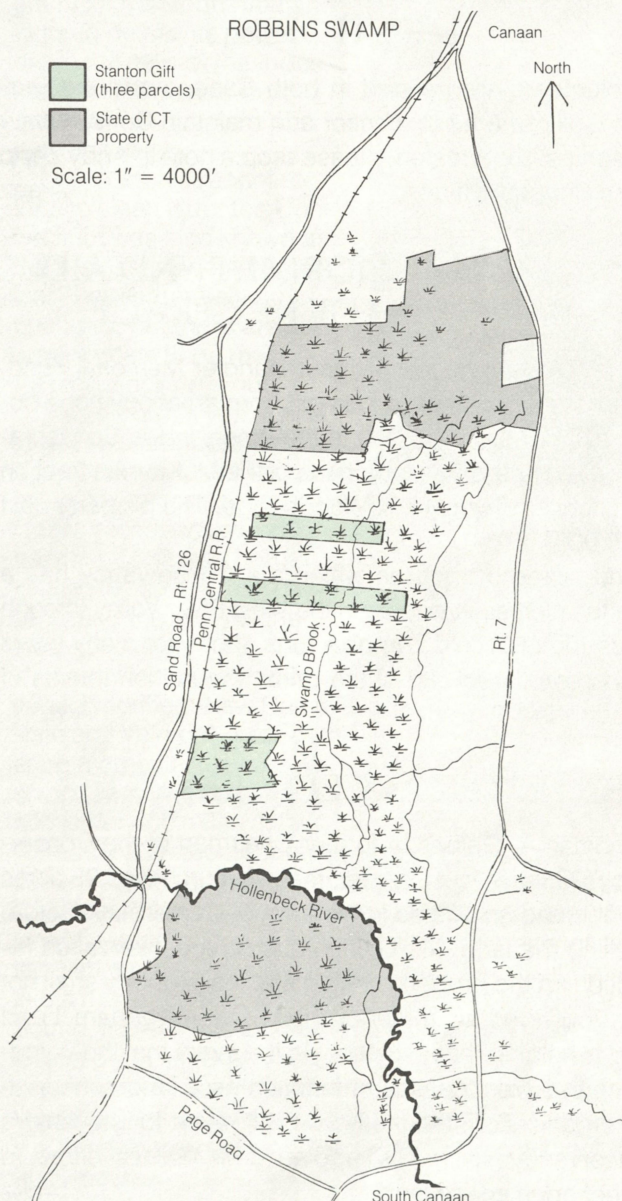 ROBBINS SWAMP
Canaan
North
Stanton Gift
(three parcels)
State of CT
property
Scale: 1" = 4000'
Sand Road – Rt. 126
Penn Central R.R.
Swamp Brook
Rt. 7
Hollenbeck River
Page Road
South Canaan